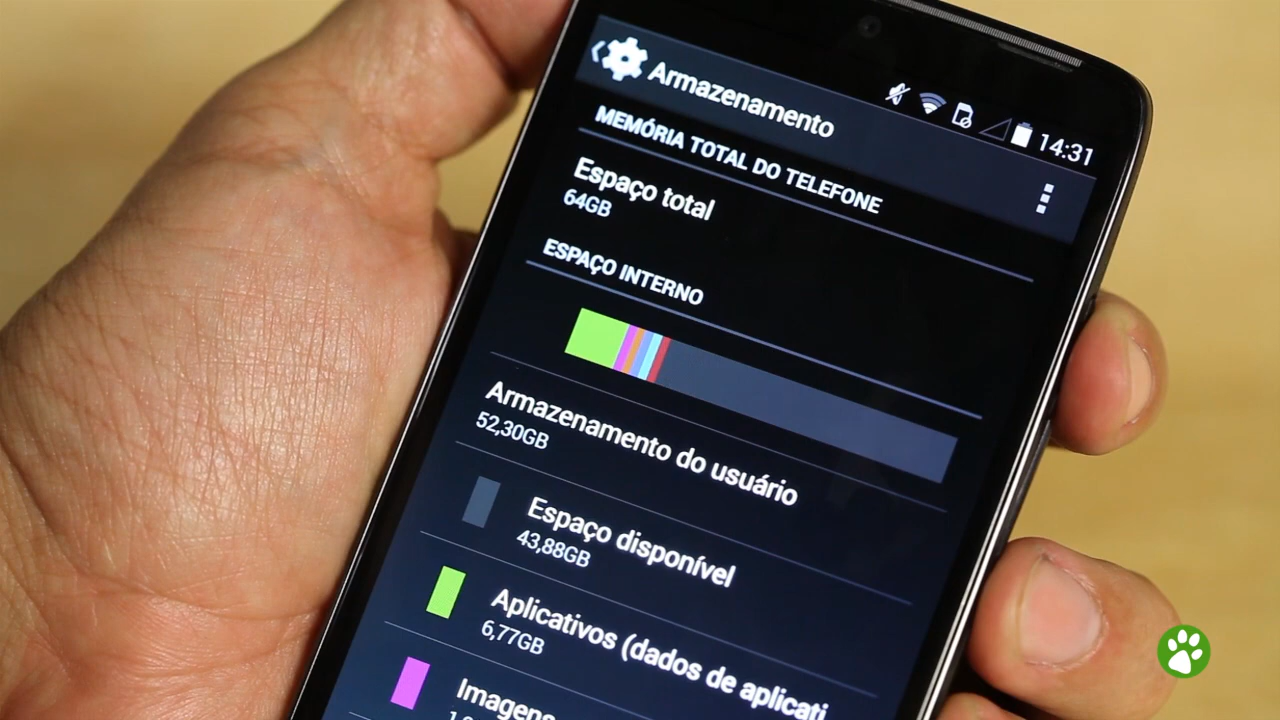 Armazenamento
14:31
MEMÓRIA TOTAL DO TELEFONE
Espaço total
64GB
ESPAÇO INTERNO
Armazenamento do usuário
52,30GB
Espaço disponível
43,88GB
Aplicativos (dados de aplicati
6,77GB
Imagens